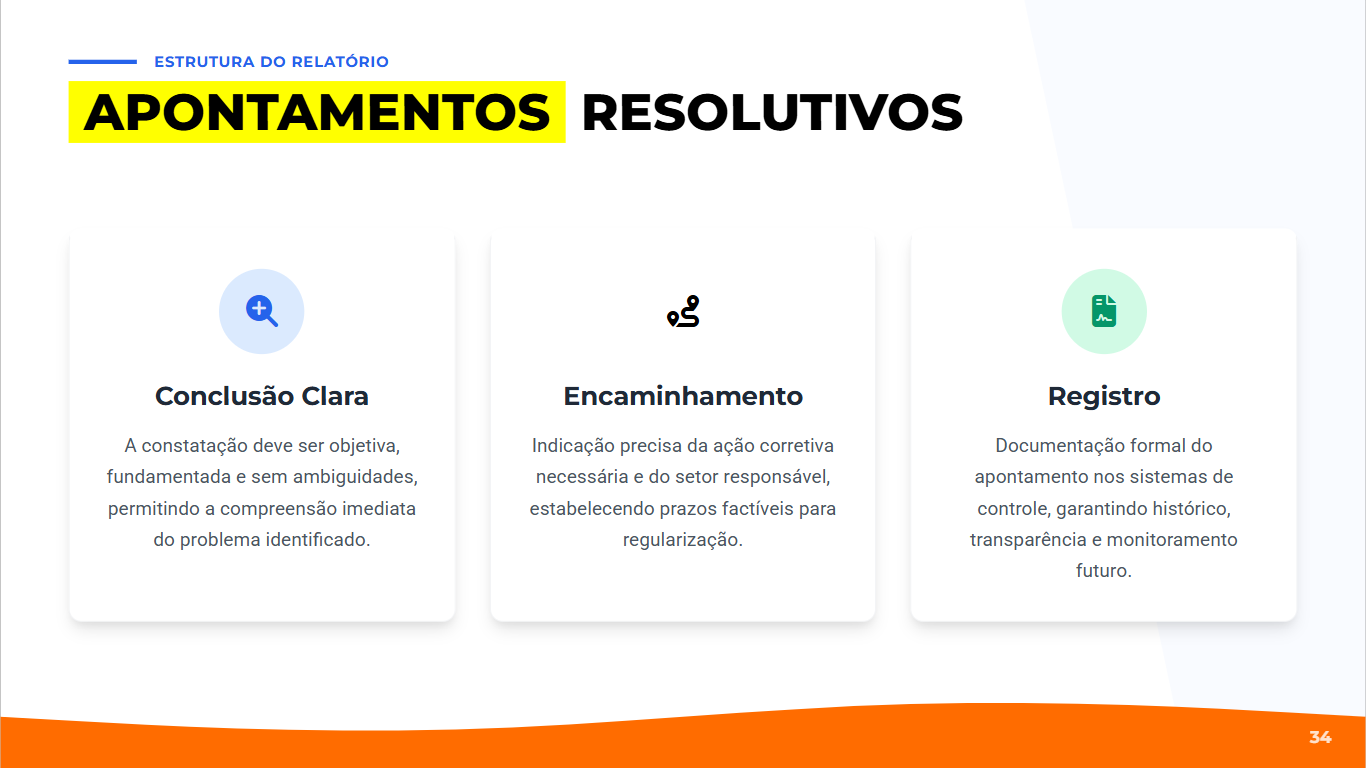 ESTRUTURA DO RELATÓRIO
APONTAMENTOS RESOLUTIVOS
Conclusão Clara
A constatação deve ser objetiva,
fundamentada e sem ambiguidades,
permitindo a compreensão imediata
do problema identificado.
Encaminhamento
Indicação precisa da ação corretiva
necessária e do setor responsável,
estabelecendo prazos factíveis para
regularização.
Registro
Documentação formal do
apontamento nos sistemas de
controle, garantindo histórico,
transparência e monitoramento
futuro.
34